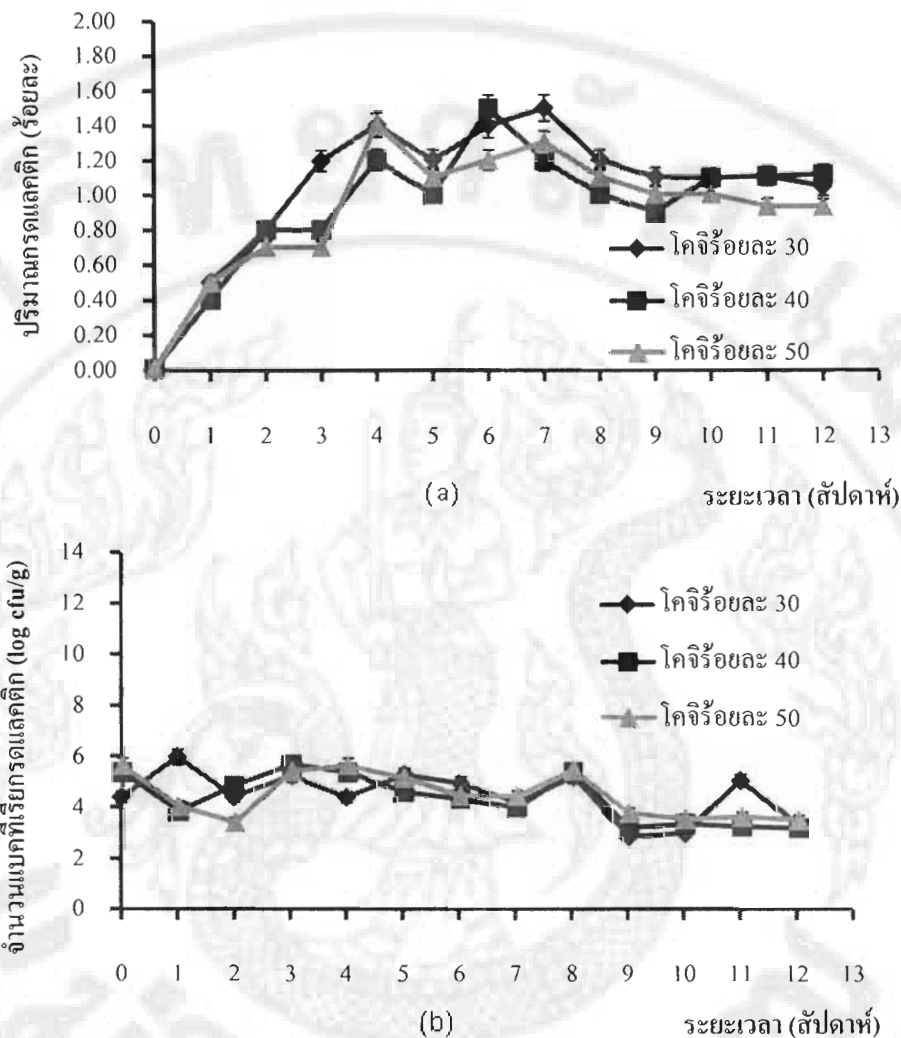 2.00
1.80
1.60
1.40
1.20
1.00
0.80
0.60
0.40
0.20
0.00
ปริมาณกรดแลคติก (ร้อยละ)
โคจิร้อยละ 30
โคจิร้อยละ 40
โคจิร้อยละ 50
0 1 2 3 4 5 6 7 8 9 10 11 12 13
(a) ระยะเวลา (สัปดาห์)
14
12
10
8
6
4
2
0
จำนวนแบคทีเรียกรดแลคติก (log cfu/g)
โคจิร้อยละ 30
โคจิร้อยละ 40
โคจิร้อยละ 50
0 1 2 3 4 5 6 7 8 9 10 11 12 13
(b) ระยะเวลา (สัปดาห์)